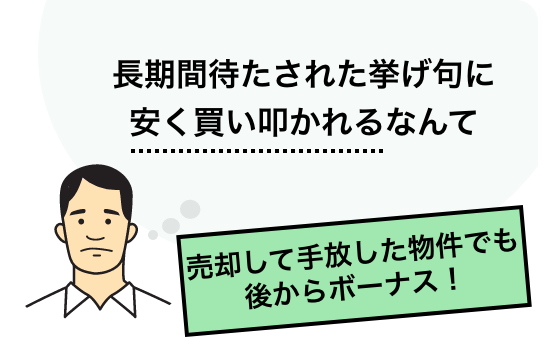 長期間待たされた挙げ句に
安く買い叩かれるなんて
売却して手放した物件でも
後からボーナス！